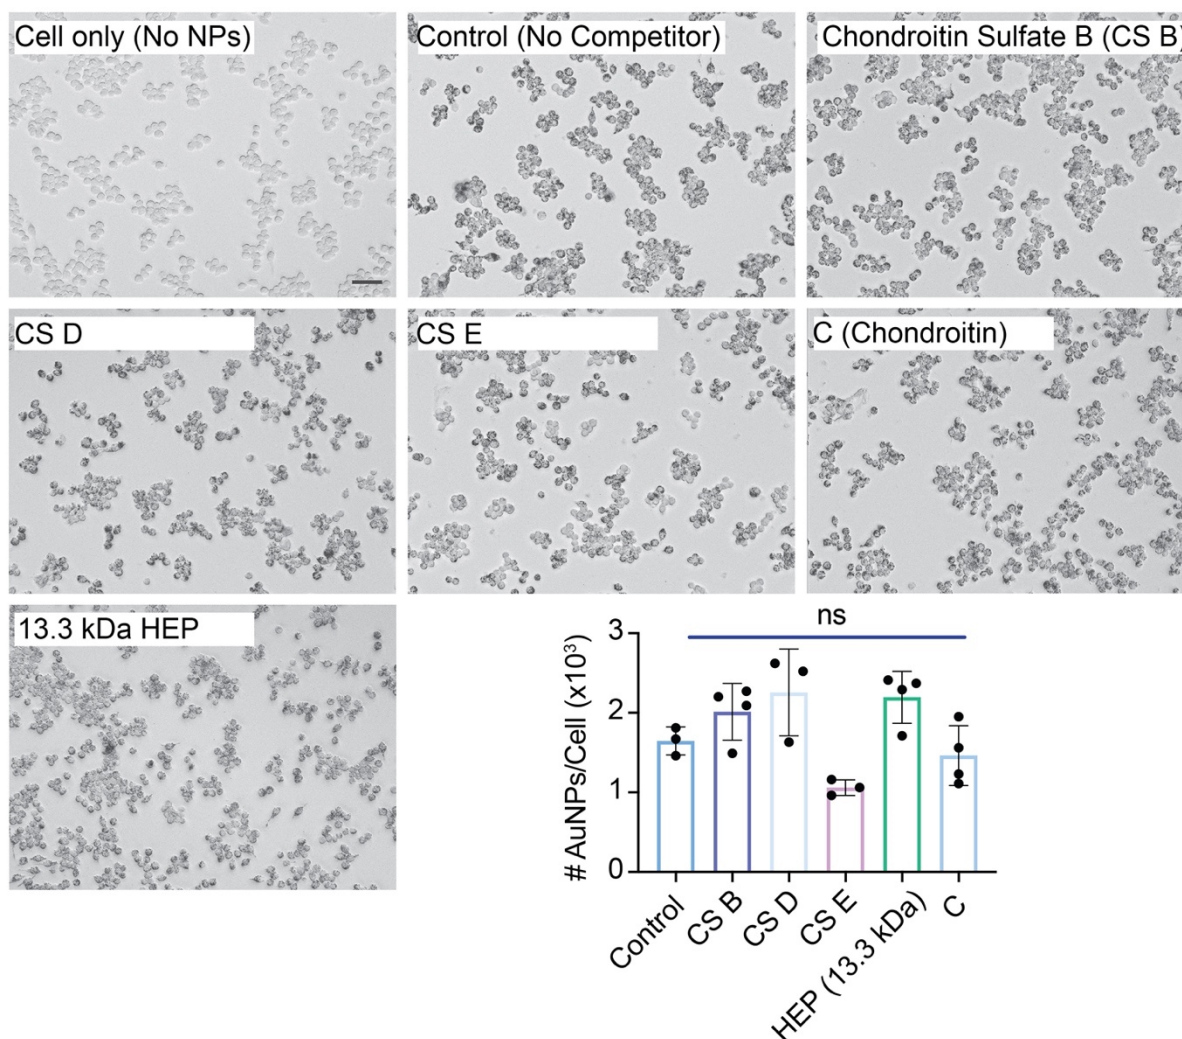 Cell only (No NPs)
Control (No Competitor)
Chondroitin Sulfate B (CS B)
CS D
CS E
C (Chondroitin)
13.3 kDa HEP
ns
# AuNPs/Cell (x10³)
3
2
1
0
Control
CS B
CS D
CS E
HEP (13.3 kDa)
C